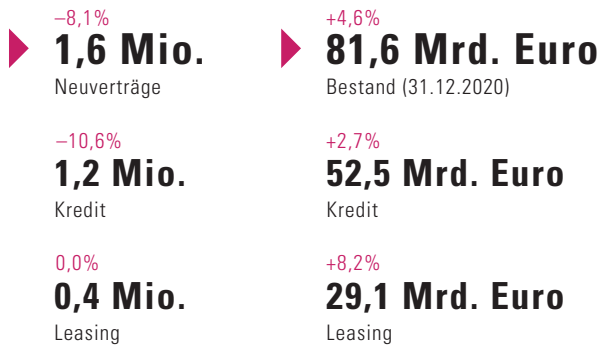 –8,1%
1,6 Mio.
Neuverträge
+4,6%
81,6 Mrd. Euro
Bestand (31.12.2020)
–10,6%
1,2 Mio.
Kredit
+2,7%
52,5 Mrd. Euro
Kredit
0,0%
0,4 Mio.
Leasing
+8,2%
29,1 Mrd. Euro
Leasing